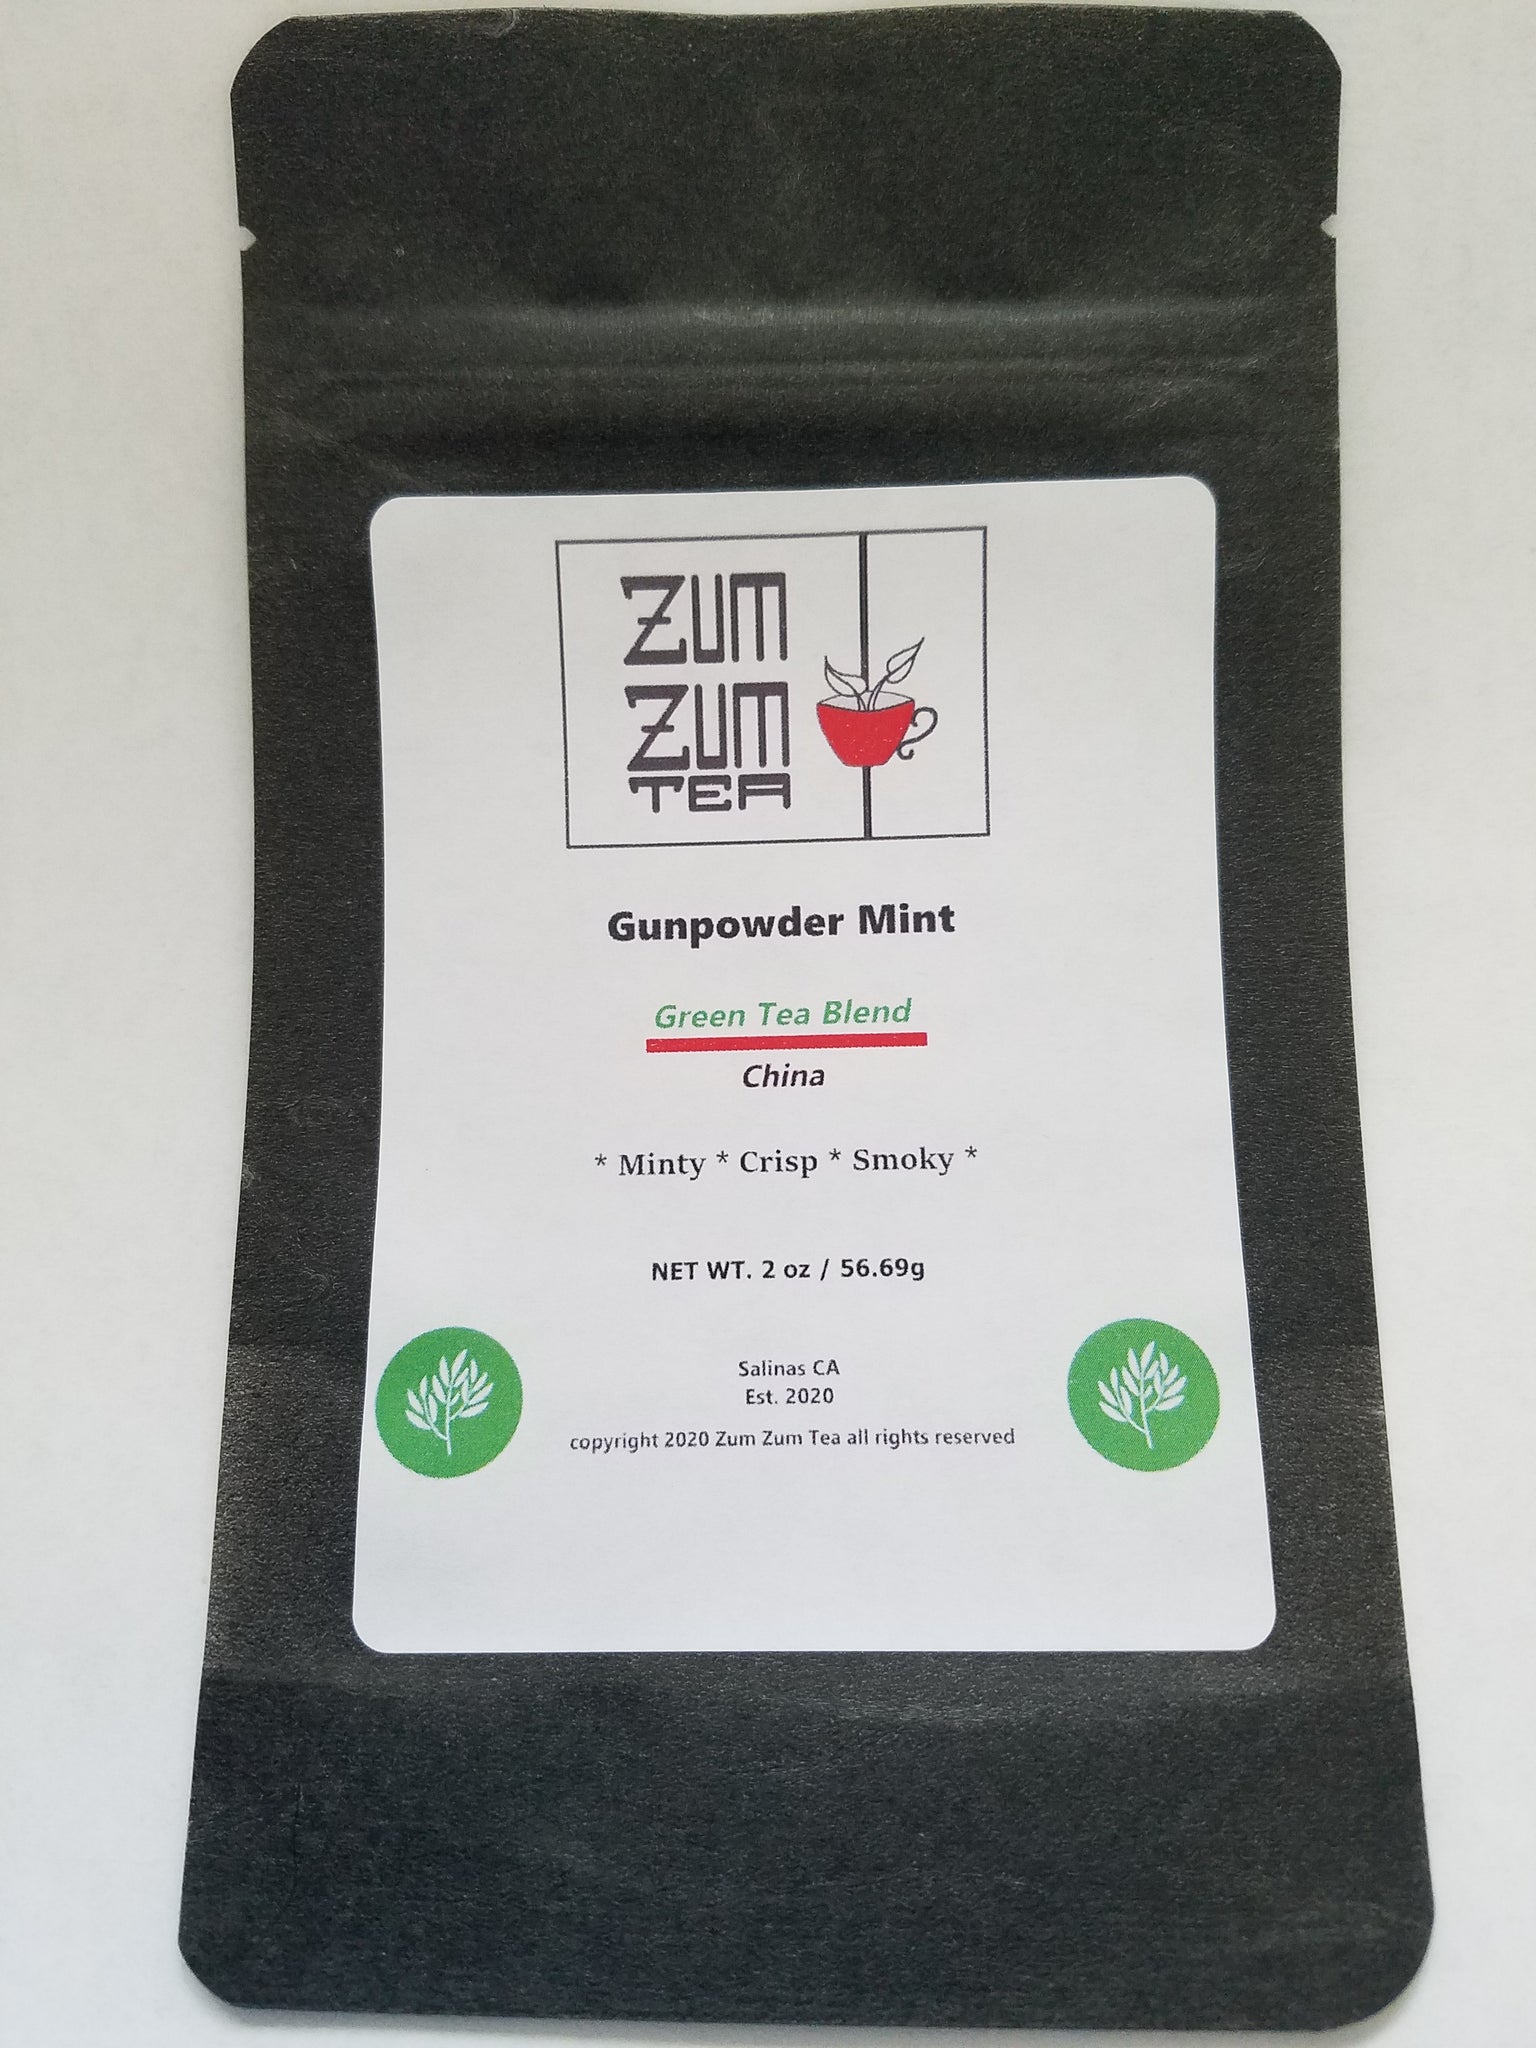 ZUM
ZUM
TEA
Gunpowder Mint
Green Tea Blend
China
* Minty * Crisp * Smoky *
NET WT. 2 oz / 56.69g
Salinas CA
Est. 2020
copyright 2020 Zum Zum Tea all rights reserved